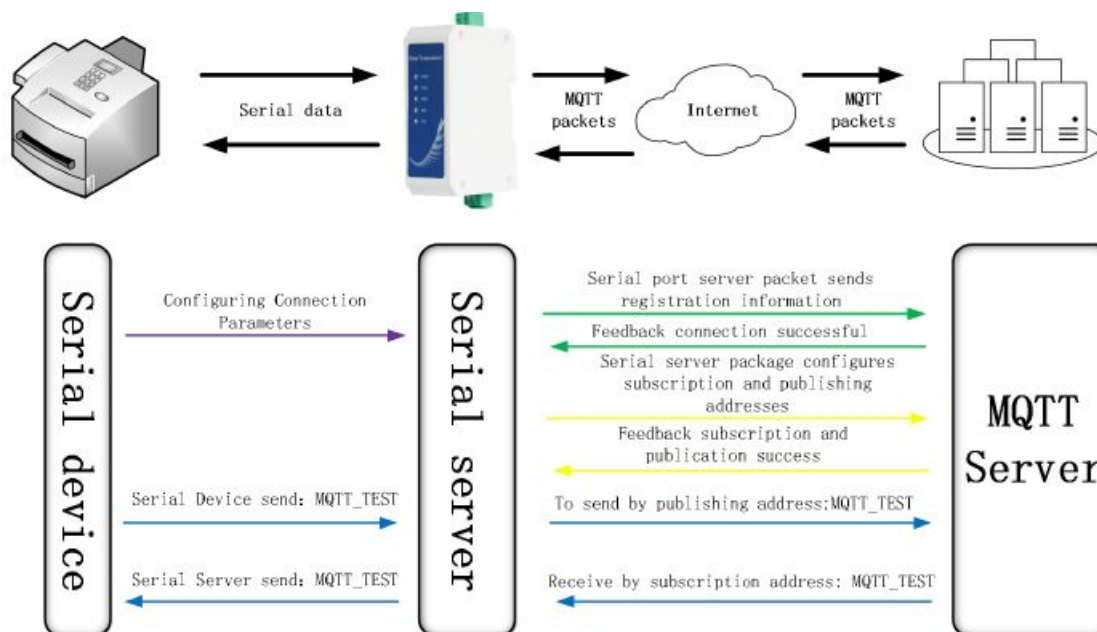 Serial data
MQTT
packets
Internet
MQTT
packets
Serial device
Configuring Connection
Parameters
Serial Device send: MQTT_TEST
Serial Server send: MQTT_TEST
Serial server
Serial port server packet sends
registration information
Feedback connection successful
Serial server package configures
subscription and publishing
addresses
Feedback subscription and
publication success
To send by publishing address:MQTT_TEST
Receive by subscription address: MQTT_TEST
MQTT
Server